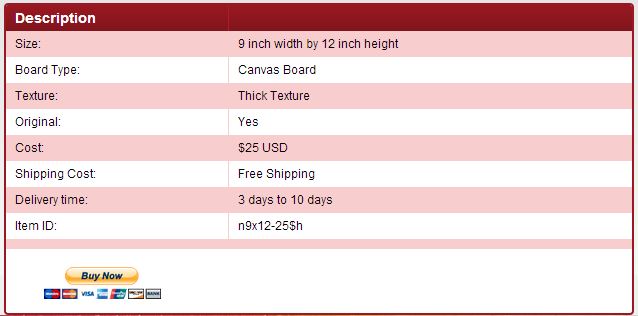 Description
Size: 9 inch width by 12 inch height
Board Type: Canvas Board
Texture: Thick Texture
Original: Yes
Cost: $25 USD
Shipping Cost: Free Shipping
Delivery time: 3 days to 10 days
Item ID: n9x12-25$h
Buy Now
VISA